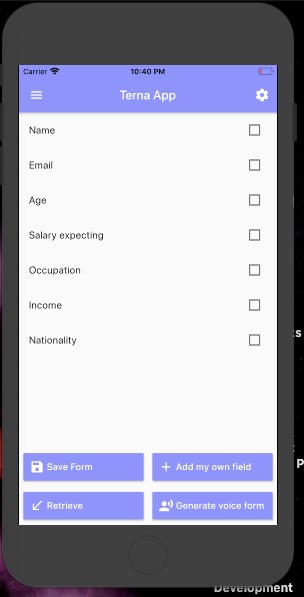 Carrier 10:40 PM
Terna App
Name
Email
Age
Salary expecting
Occupation
Income
Nationality
Save Form
Add my own field
Retrieve
Generate voice form
Development